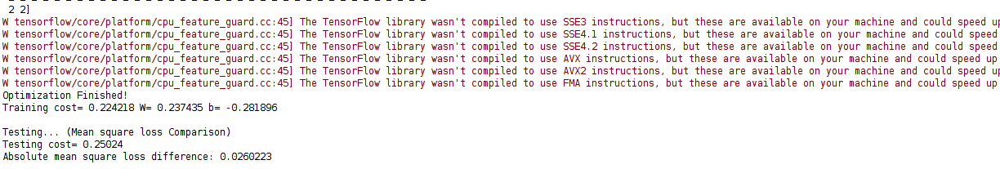 2 2]
W tensorflow/core/platform/cpu_feature_guard.cc:45] The TensorFlow library wasn't compiled to use SSE3 instructions, but these are available on your machine and could speed up
W tensorflow/core/platform/cpu_feature_guard.cc:45] The TensorFlow library wasn't compiled to use SSE4.1 instructions, but these are available on your machine and could speed
W tensorflow/core/platform/cpu_feature_guard.cc:45] The TensorFlow library wasn't compiled to use SSE4.2 instructions, but these are available on your machine and could speed
W tensorflow/core/platform/cpu_feature_guard.cc:45] The TensorFlow library wasn't compiled to use AVX instructions, but these are available on your machine and could speed up
W tensorflow/core/platform/cpu_feature_guard.cc:45] The TensorFlow library wasn't compiled to use AVX2 instructions, but these are available on your machine and could speed up
W tensorflow/core/platform/cpu_feature_guard.cc:45] The TensorFlow library wasn't compiled to use FMA instructions, but these are available on your machine and could speed up
Optimization Finished!
Training cost= 0.224218 W= 0.237435 b= -0.281896
Testing... (Mean square loss Comparison)
Testing cost= 0.25024
Absolute mean square loss difference: 0.0260223